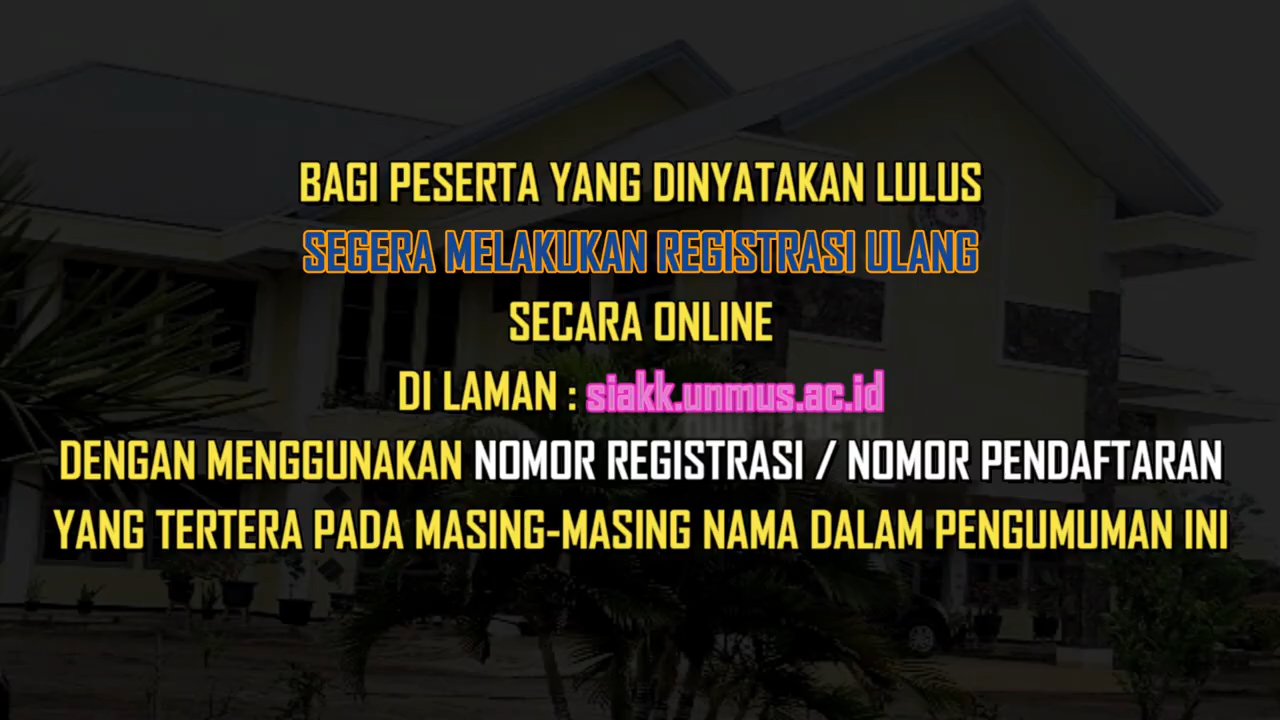 BAGI PESERTA YANG DINYATAKAN LULUS
SEGERA MELAKUKAN REGISTRASI ULANG
SECARA ONLINE
DI LAMAN : siakk.unmus.ac.id
DENGAN MENGGUNAKAN NOMOR REGISTRASI / NOMOR PENDAFTARAN
YANG TERTERA PADA MASING-MASING NAMA DALAM PENGUMUMAN INI